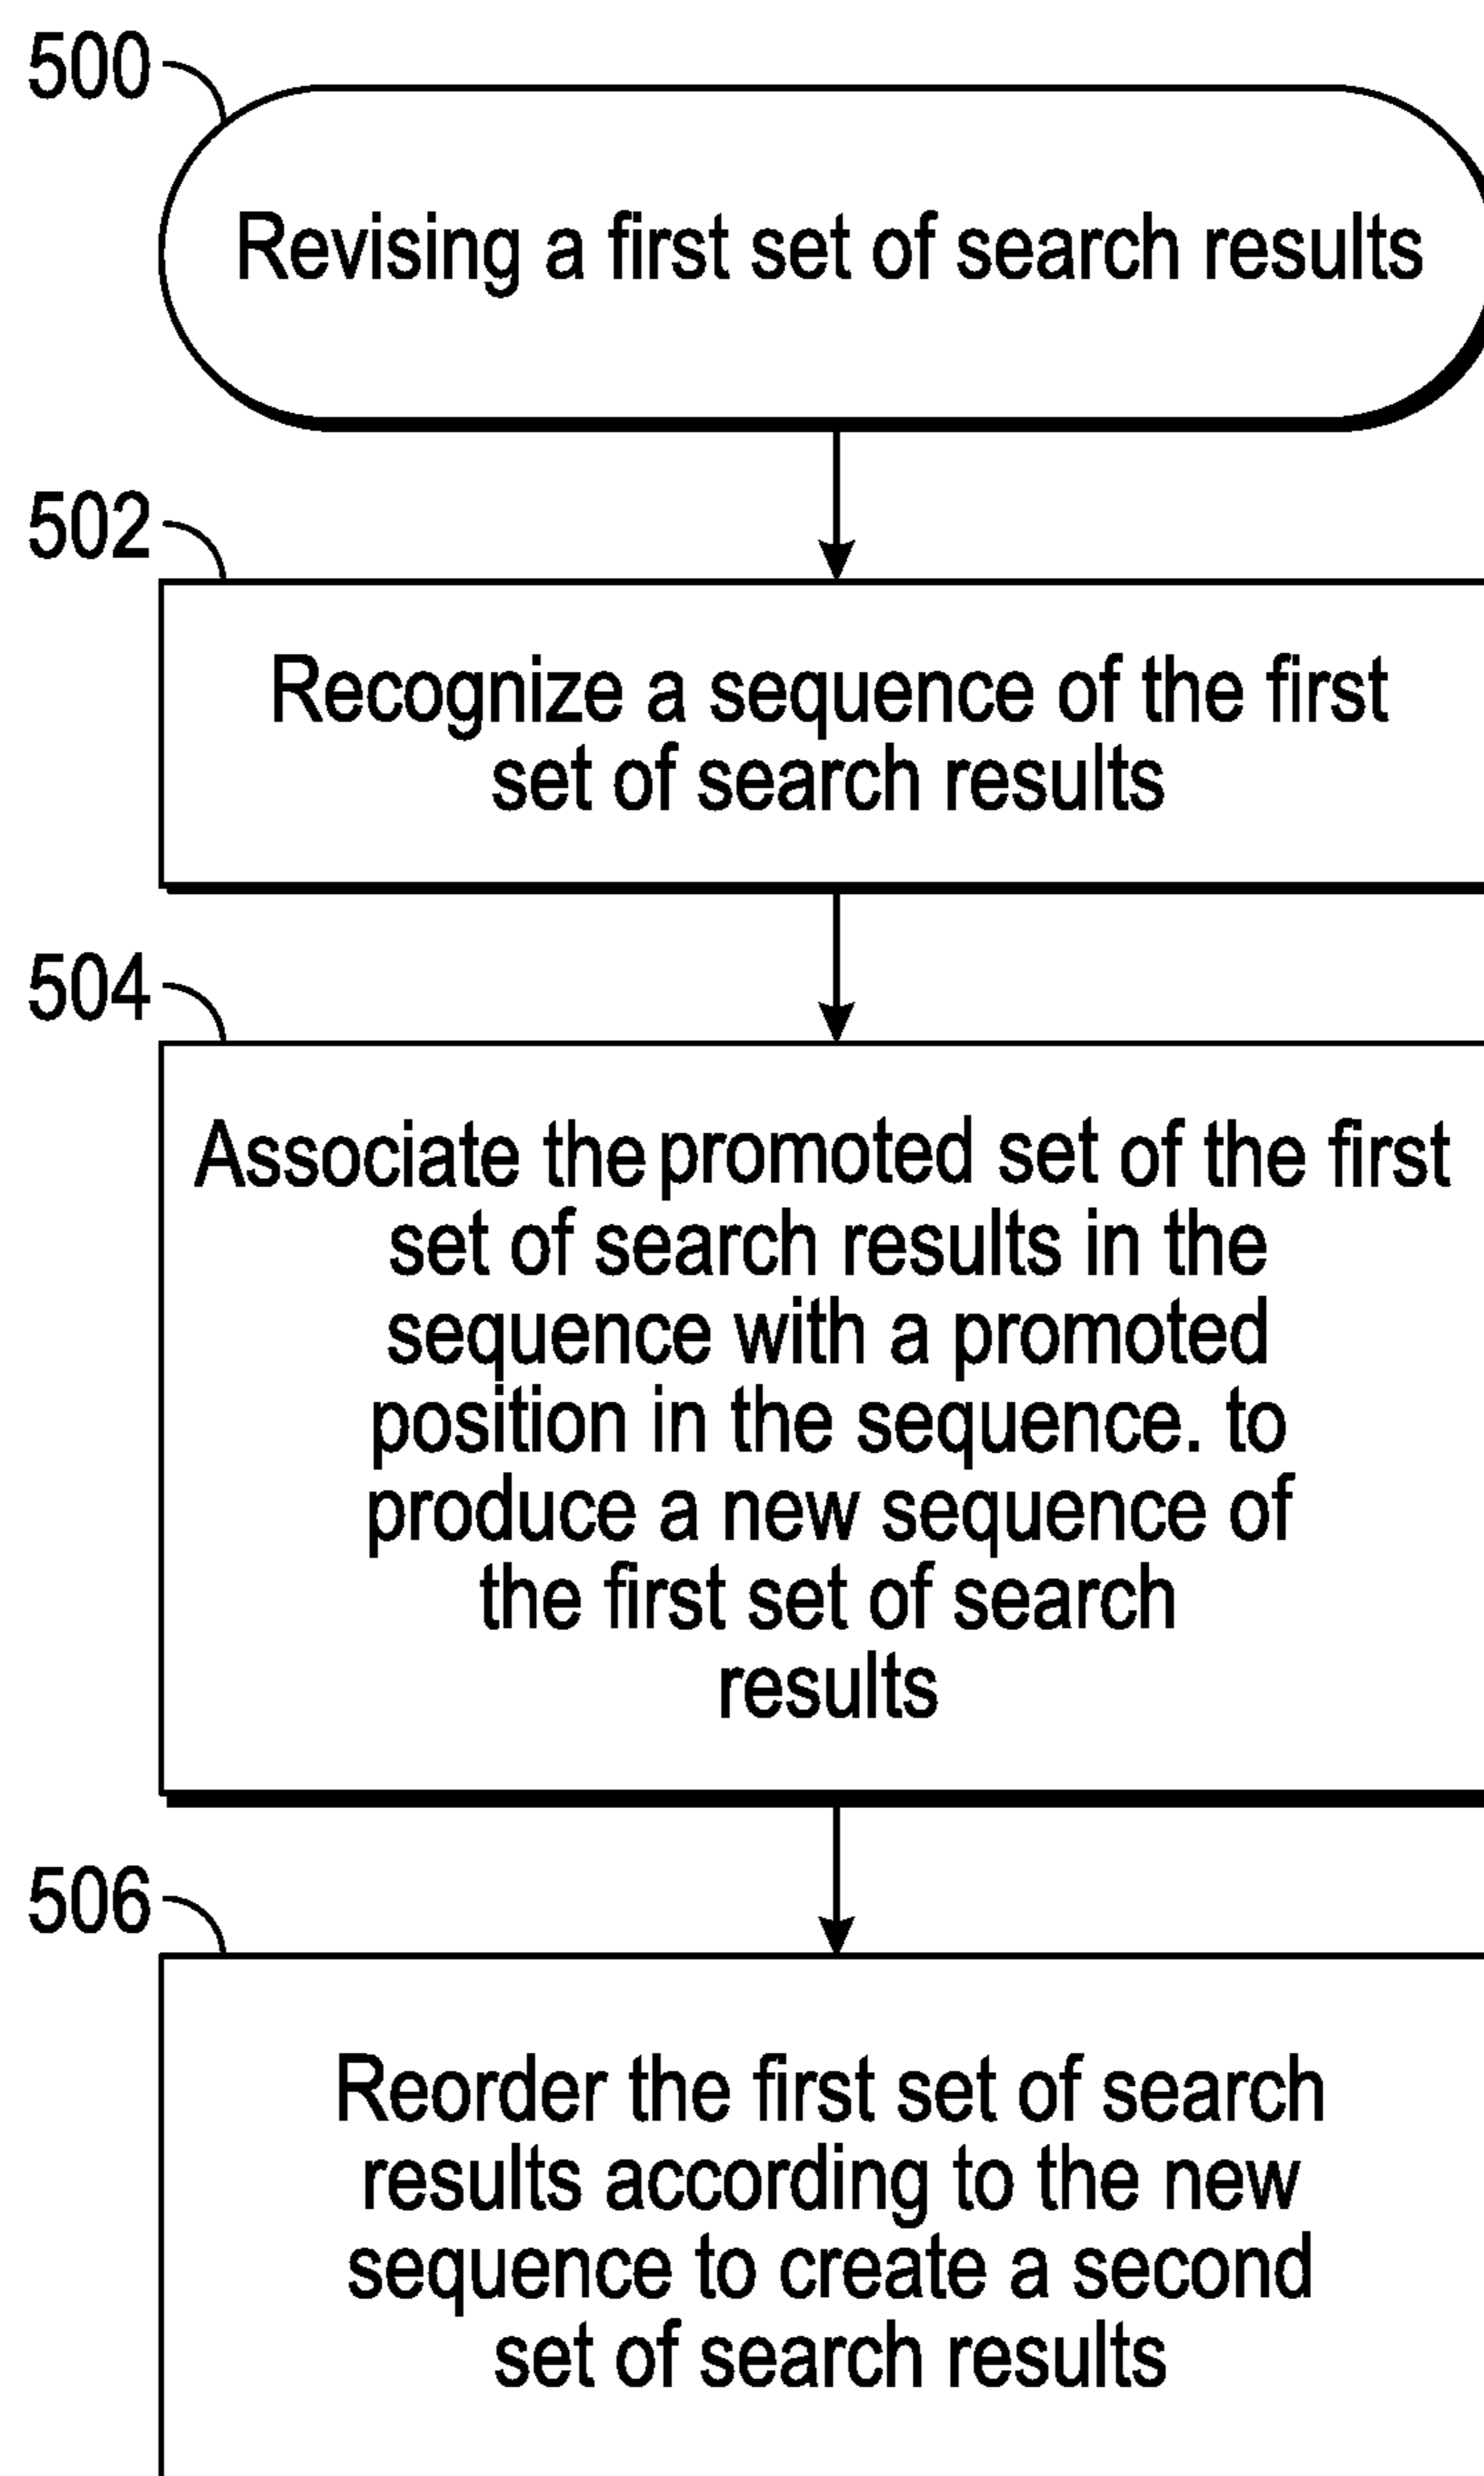 500
Revising a first set of search results
502
Recognize a sequence of the first
set of search results
504
Associate the promoted set of the first
set of search results in the
sequence with a promoted
position in the sequence. to
produce a new sequence of
the first set of search
results
506
Reorder the first set of search
results according to the new
sequence to create a second
set of search results